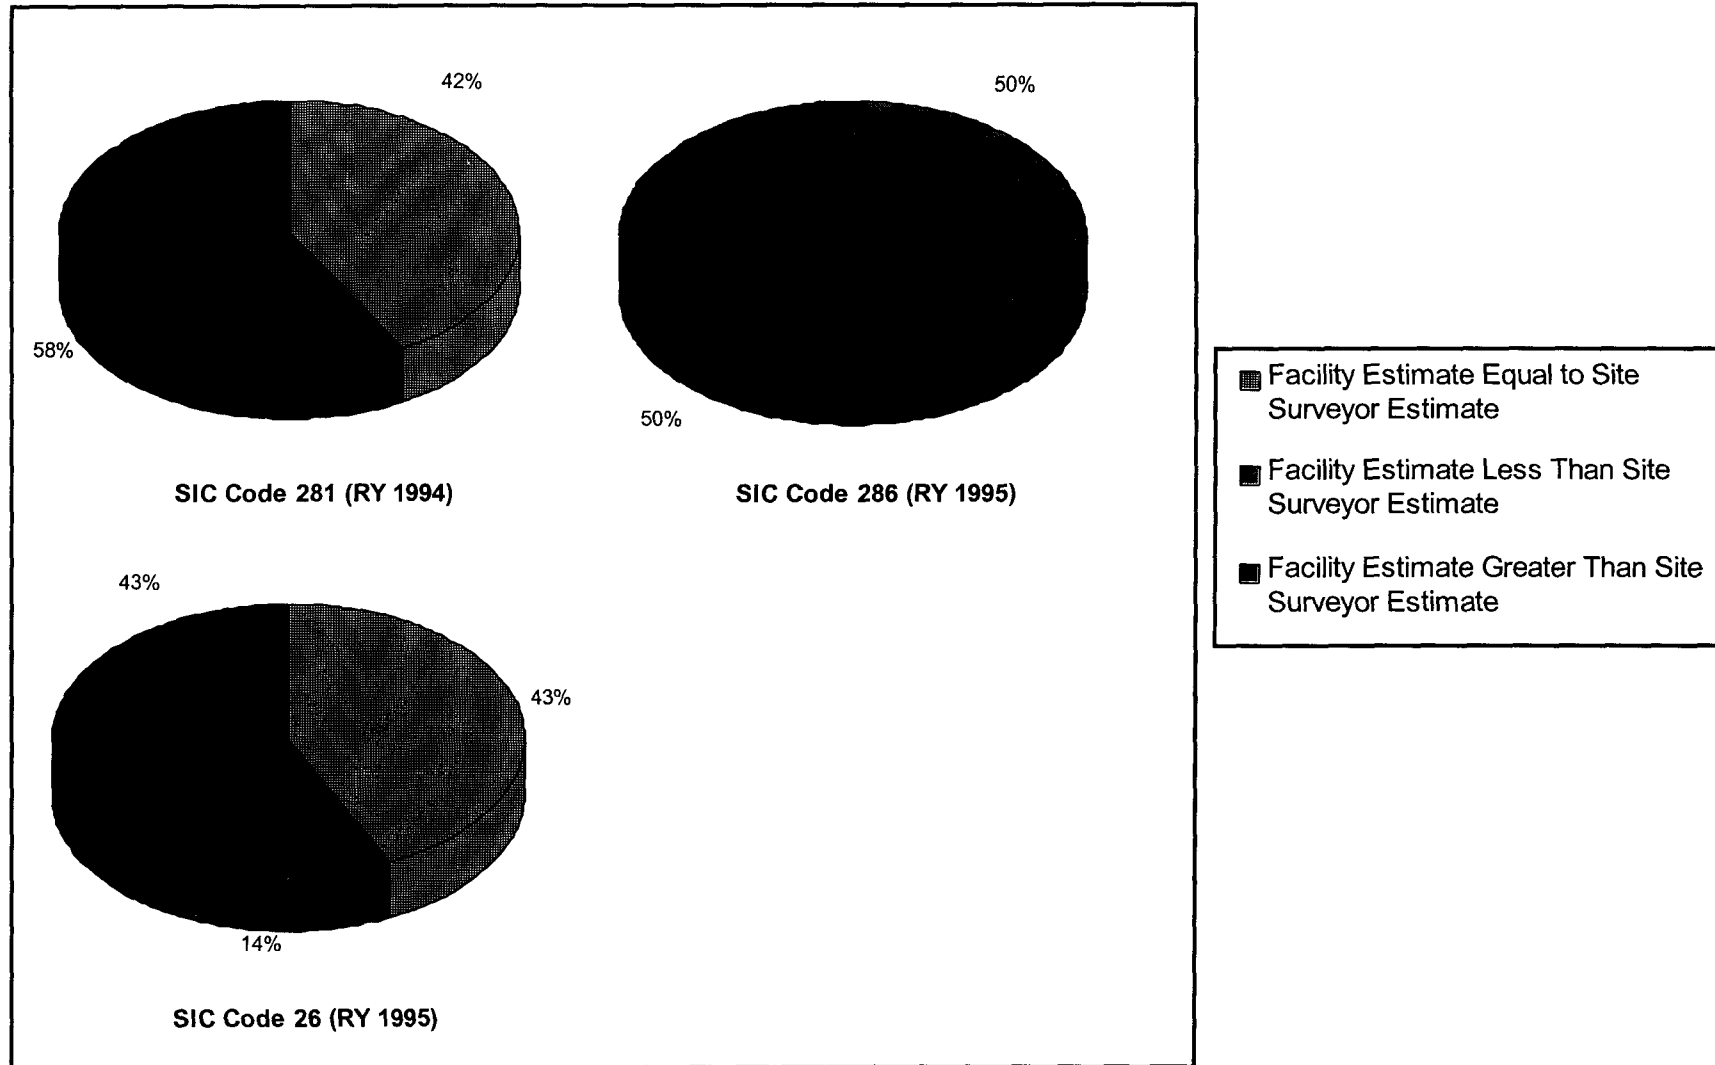 42%
58%
SIC Code 281 (RY 1994)
50%
50%
SIC Code 286 (RY 1995)
43%
43%
14%
SIC Code 26 (RY 1995)
Facility Estimate Equal to Site
Surveyor Estimate
Facility Estimate Less Than Site
Surveyor Estimate
Facility Estimate Greater Than Site
Surveyor Estimate